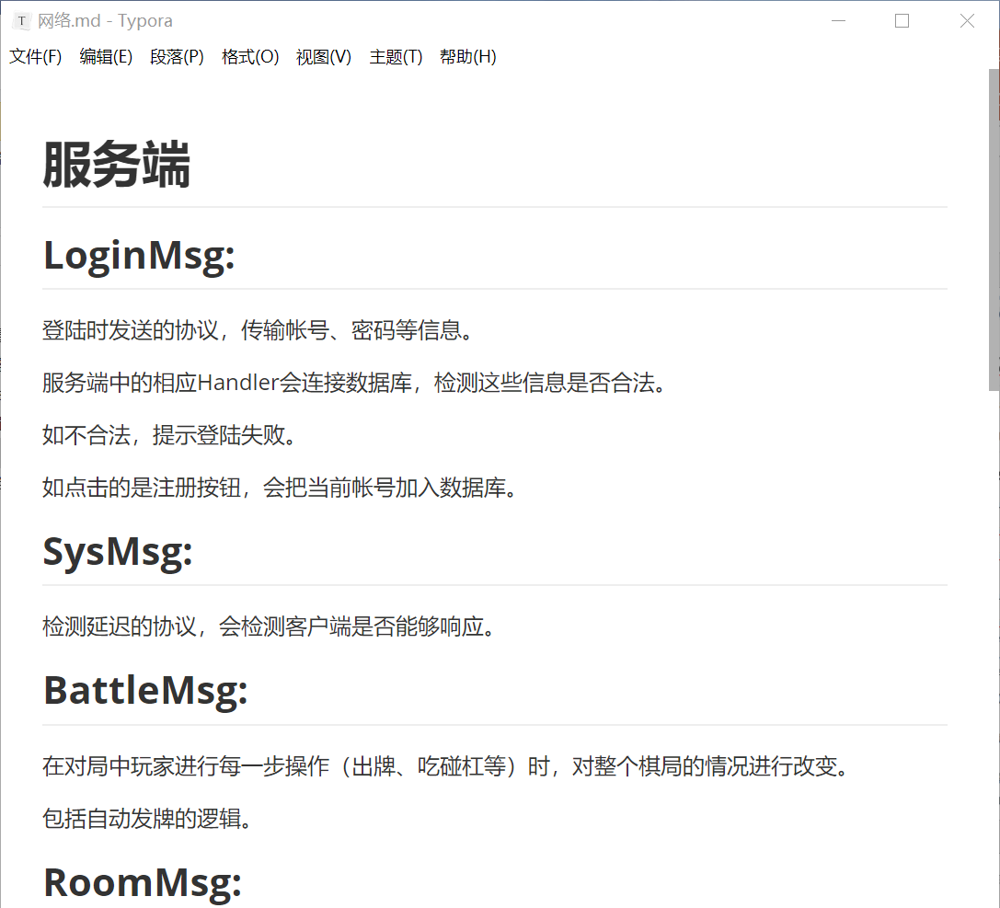 T 网络.md - Typora
文件(F) 编辑(E) 段落(P) 格式(O) 视图(V) 主题(T) 帮助(H)
服务端
LoginMsg:
登陆时发送的协议，传输帐号、密码等信息。
服务端中的相应Handler会连接数据库，检测这些信息是否合法。
如不合法，提示登陆失败。
如点击的是注册按钮，会把当前帐号加入数据库。
SysMsg:
检测延迟的协议，会检测客户端是否能够响应。
BattleMsg:
在对局中玩家进行每一步操作（出牌、吃碰杠等）时，对整个棋局的情况进行改变。
包括自动发牌的逻辑。
RoomMsg: